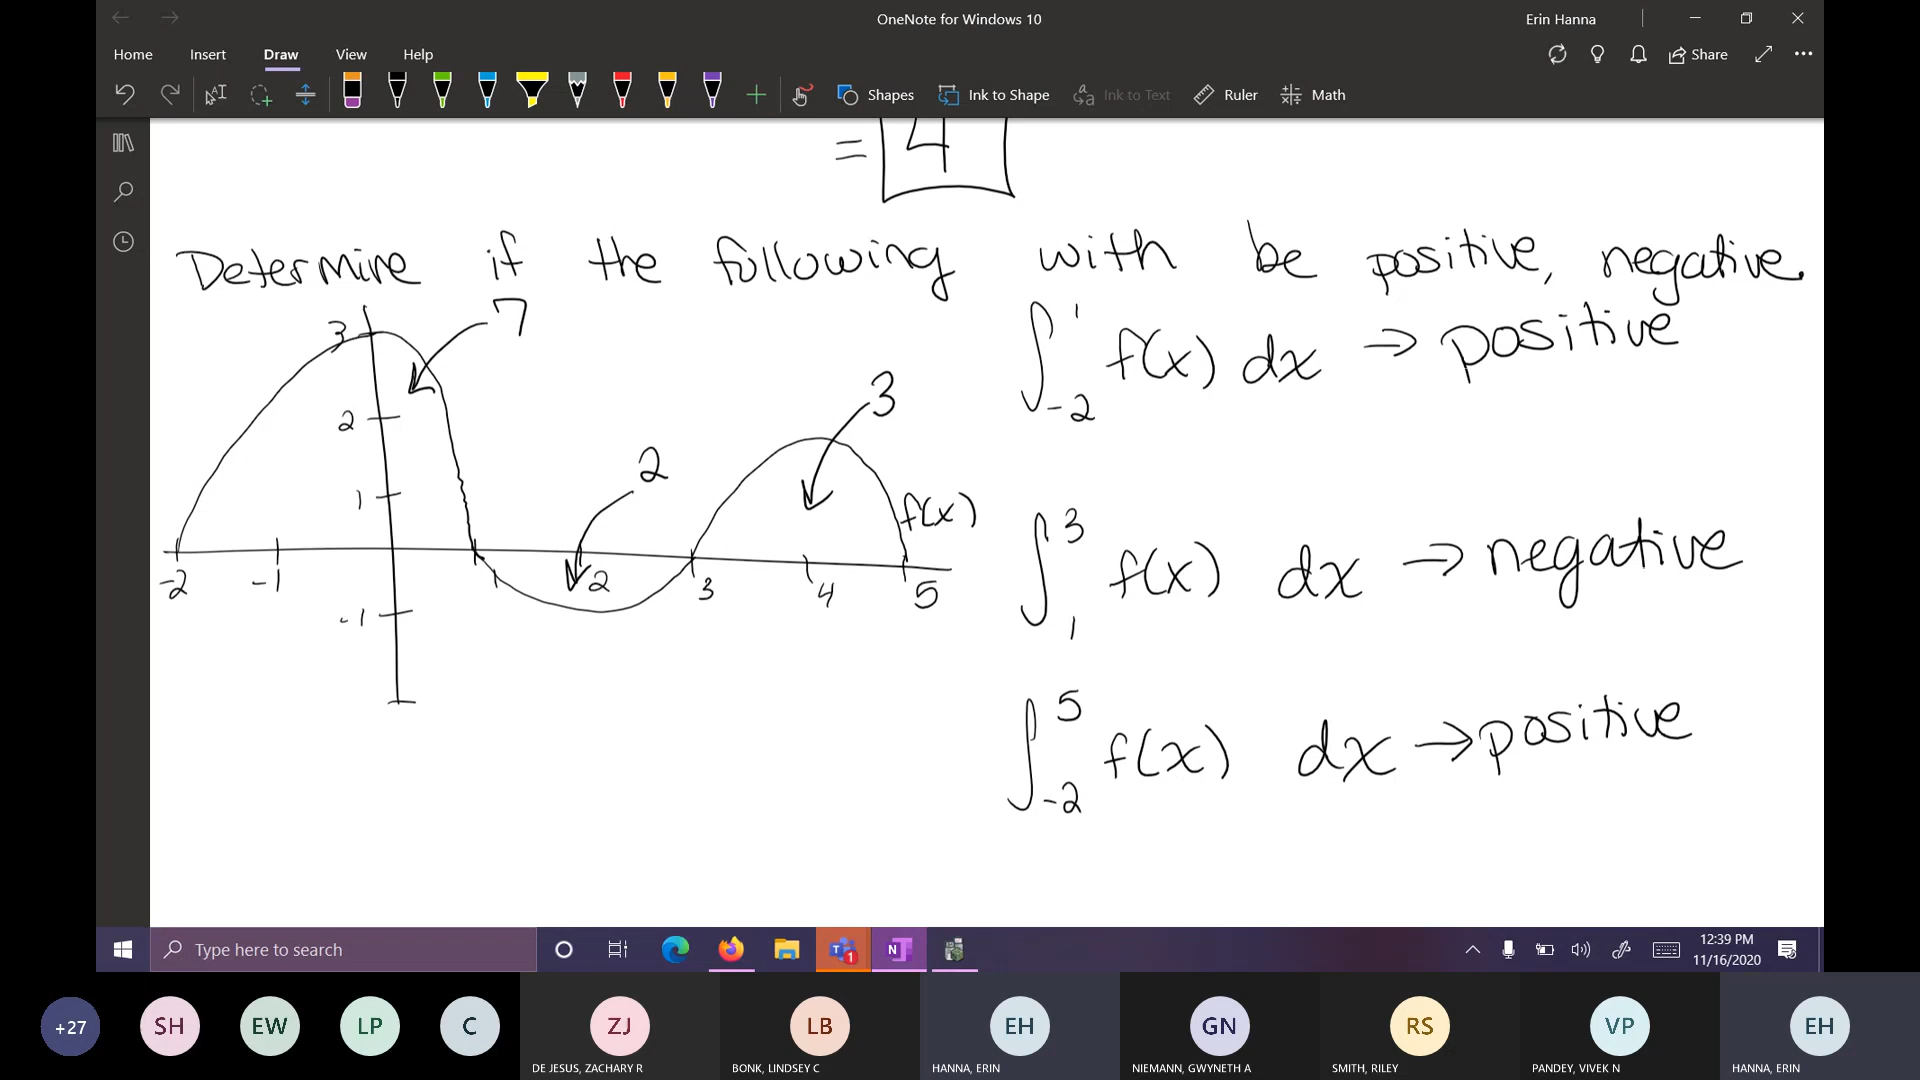 OneNote for Windows 10
Erin Hanna
Home Insert Draw View Help
Share
Shapes Ink to Shape Ink to Text Ruler Math
= 4
Determine if the following with be positive, negative.
7
3
2
1
-1
2
3
f(x)
-2 -1 1 2 3 4 5
∫₋₂¹ f(x) dx → positive
∫₁³ f(x) dx → negative
∫₋₂⁵ f(x) dx → positive
Type here to search
1
12:39 PM
11/16/2020
+27 SH EW LP C ZJ LB EH GN RS VP EH
DE JESUS, ZACHARY R BONK, LINDSEY C HANNA, ERIN NIEMANN, GWYNETH A SMITH, RILEY PANDEY, VIVEK N HANNA, ERIN